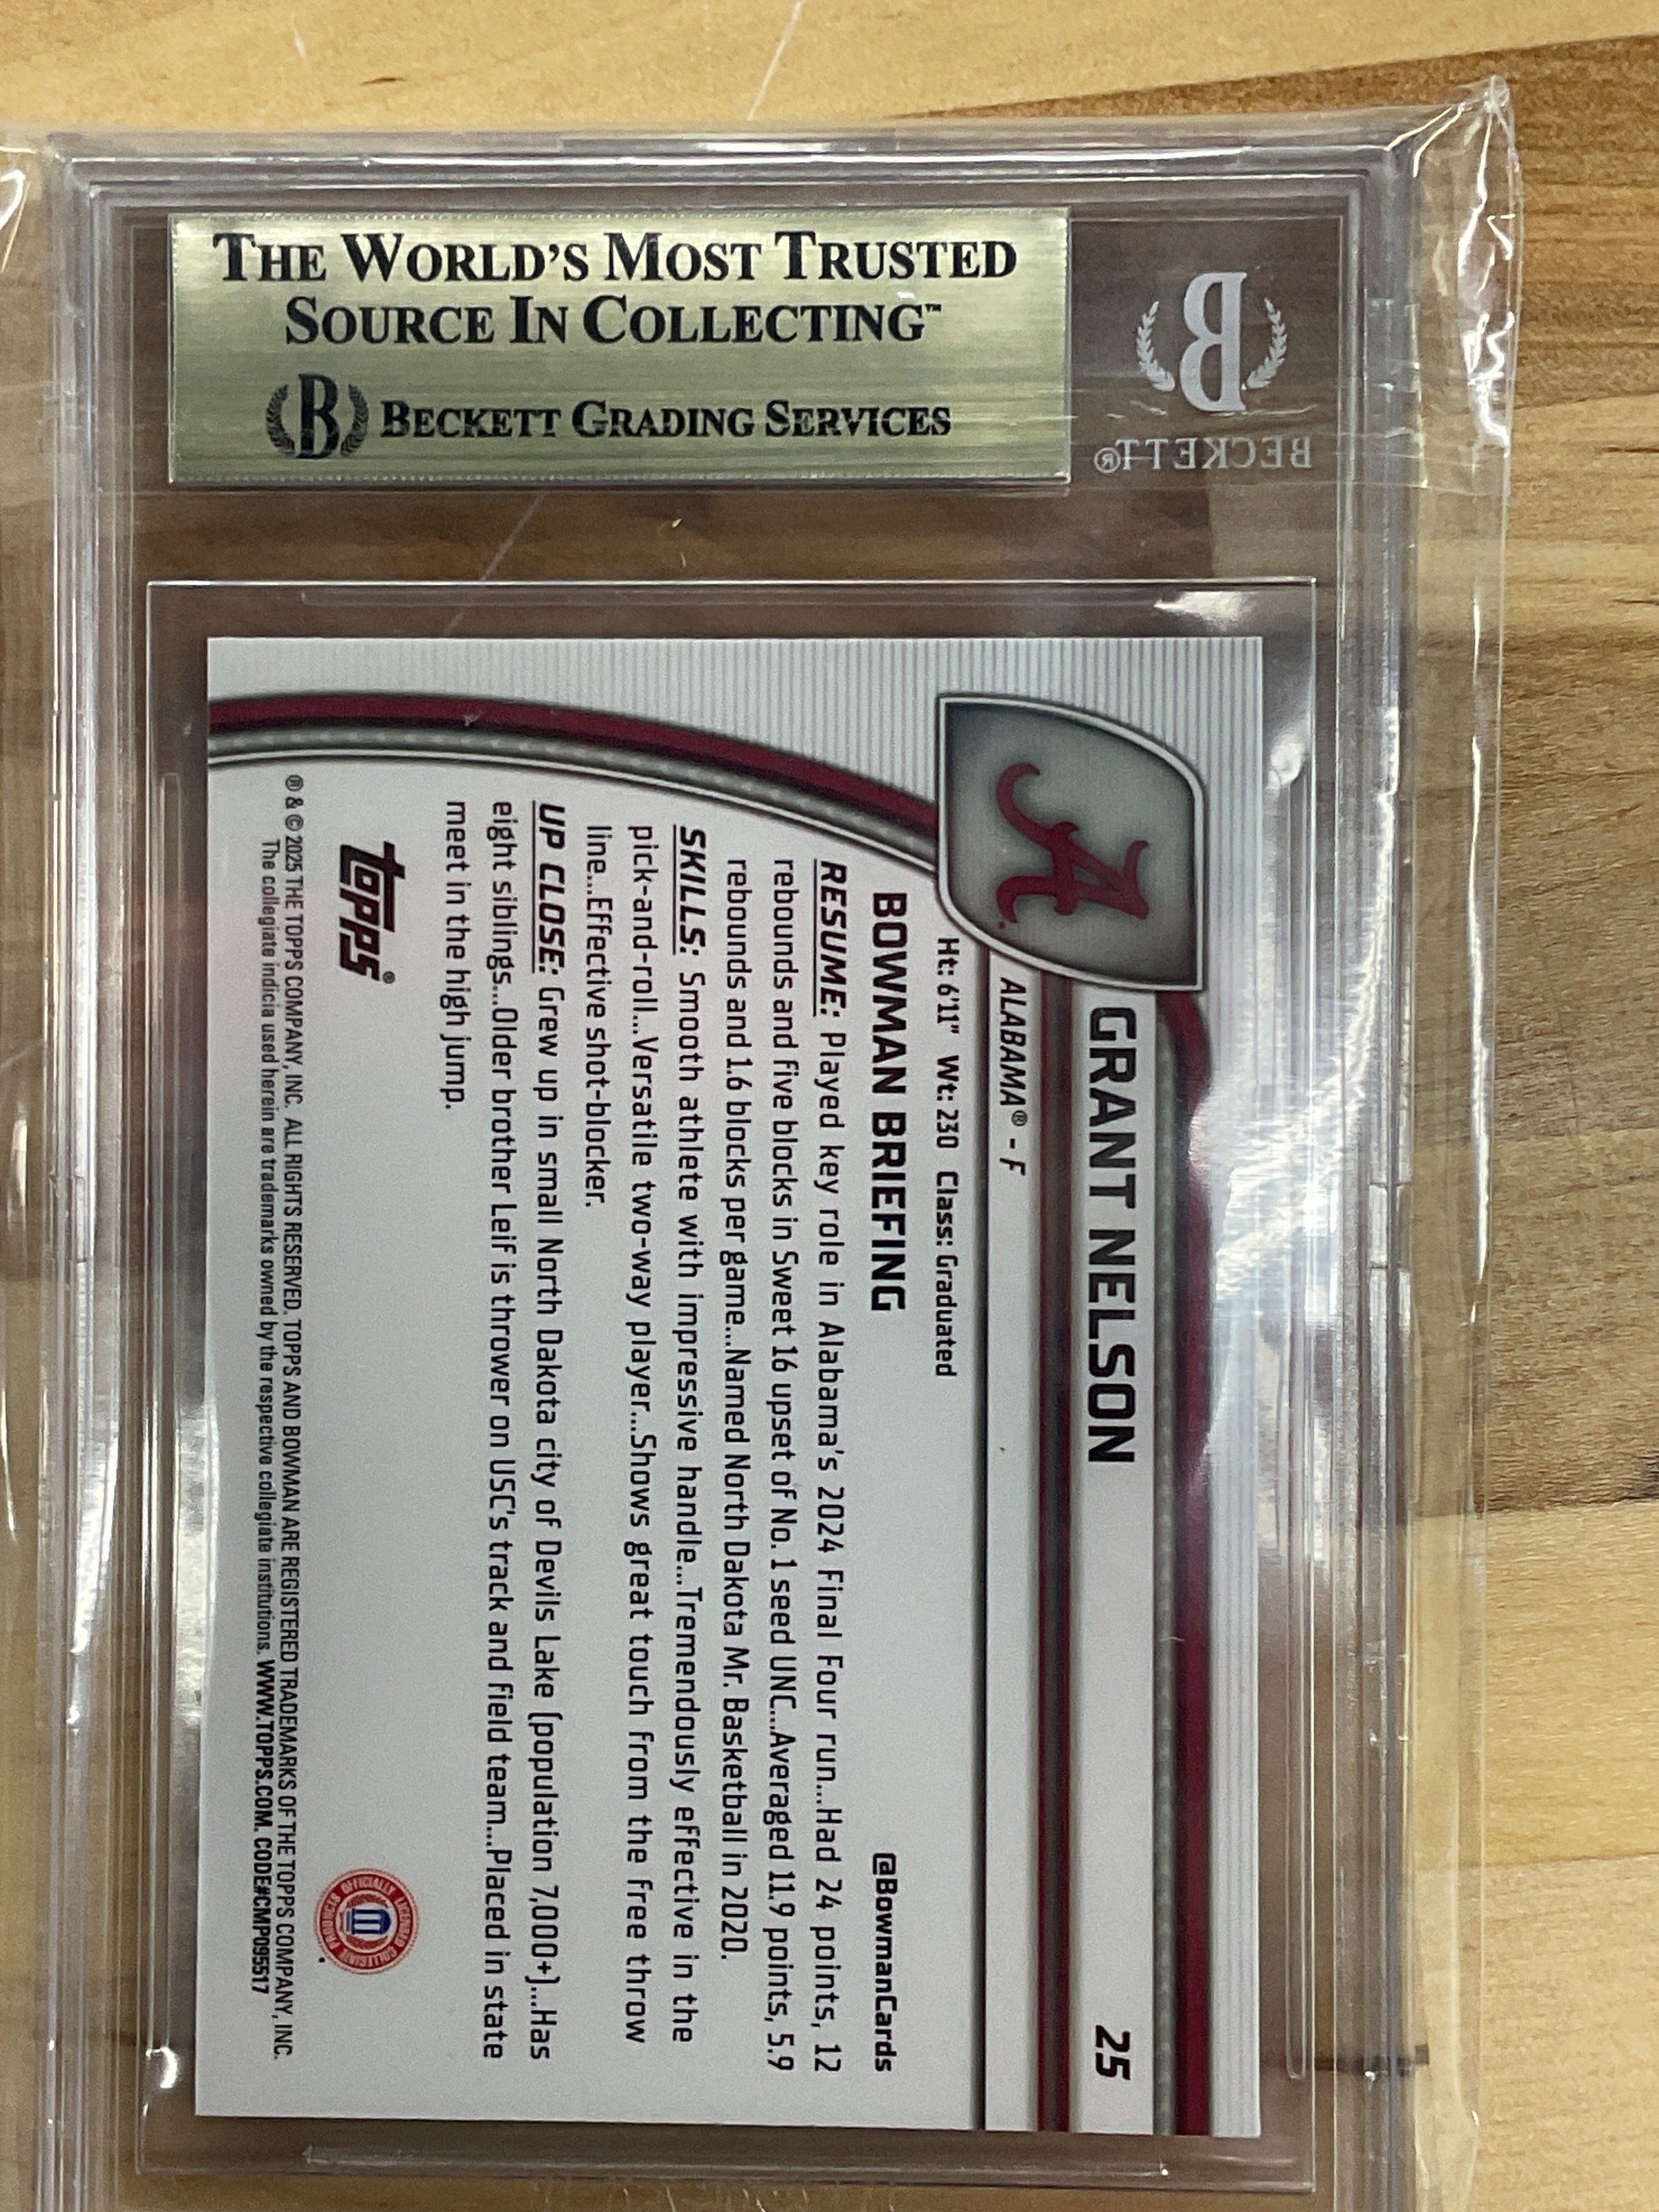 THE WORLD'S MOST TRUSTED
SOURCE IN COLLECTING™
B BECKETT GRADING SERVICES
B
BECKETT®
GRANT NELSON 25
ALABAMA® - F
Ht: 6'11" Wt: 230 Class: Graduated
BOWMAN BRIEFING @BowmanCards
RESUME: Played key role in Alabama's 2024 Final Four run...Had 24 points, 12
rebounds and five blocks in Sweet 16 upset of No. 1 seed UNC...Averaged 11.9 points, 5.9
rebounds and 1.6 blocks per game...Named North Dakota Mr. Basketball in 2020.
SKILLS: Smooth athlete with impressive handle...Tremendously effective in the
pick-and-roll...Versatile two-way player...Shows great touch from the free throw
line...Effective shot-blocker.
UP CLOSE: Grew up in small North Dakota city of Devils Lake (population 7,000+)...Has
eight siblings...Older brother Leif is thrower on USC's track and field team...Placed in state
meet in the high jump.
topps®
OFFICIALLY LICENSED COLLEGIATE PRODUCTS
® & © 2025 THE TOPPS COMPANY, INC. ALL RIGHTS RESERVED. TOPPS AND BOWMAN ARE REGISTERED TRADEMARKS OF THE TOPPS COMPANY, INC.
The collegiate indicia used herein are trademarks owned by the respective collegiate institutions. WWW.TOPPS.COM. CODE#CMP095517